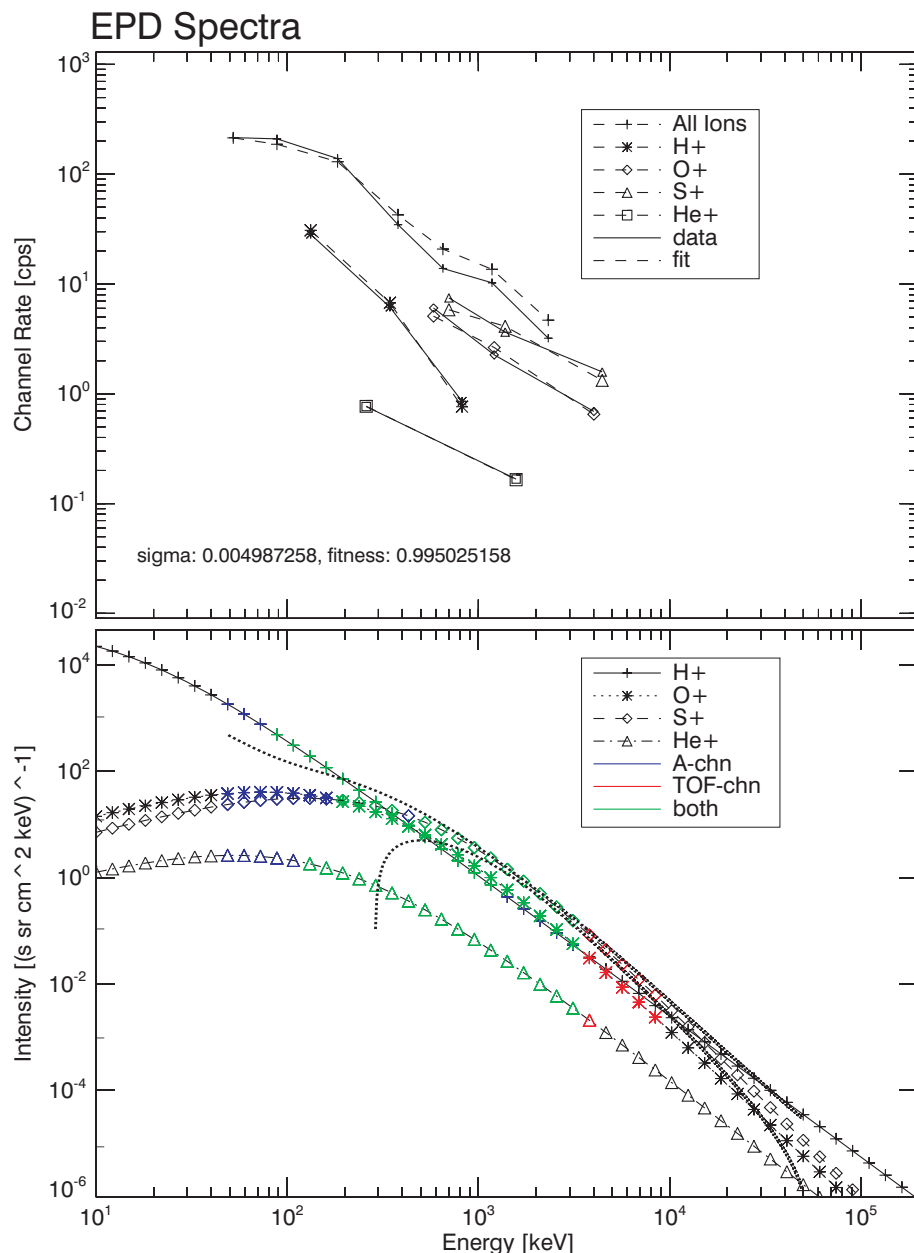 EPD Spectra
10^3
10^2
10^1
10^0
10^-1
10^-2
Channel Rate [cps]
All Ions
H+
O+
S+
He+
data
fit
sigma: 0.004987258, fitness: 0.995025158
10^4
10^2
10^0
10^-2
10^-4
10^-6
Intensity [(s sr cm ^ 2 keV) ^ -1]
H+
O+
S+
He+
A-chn
TOF-chn
both
10^1
10^2
10^3
10^4
10^5
Energy [keV]